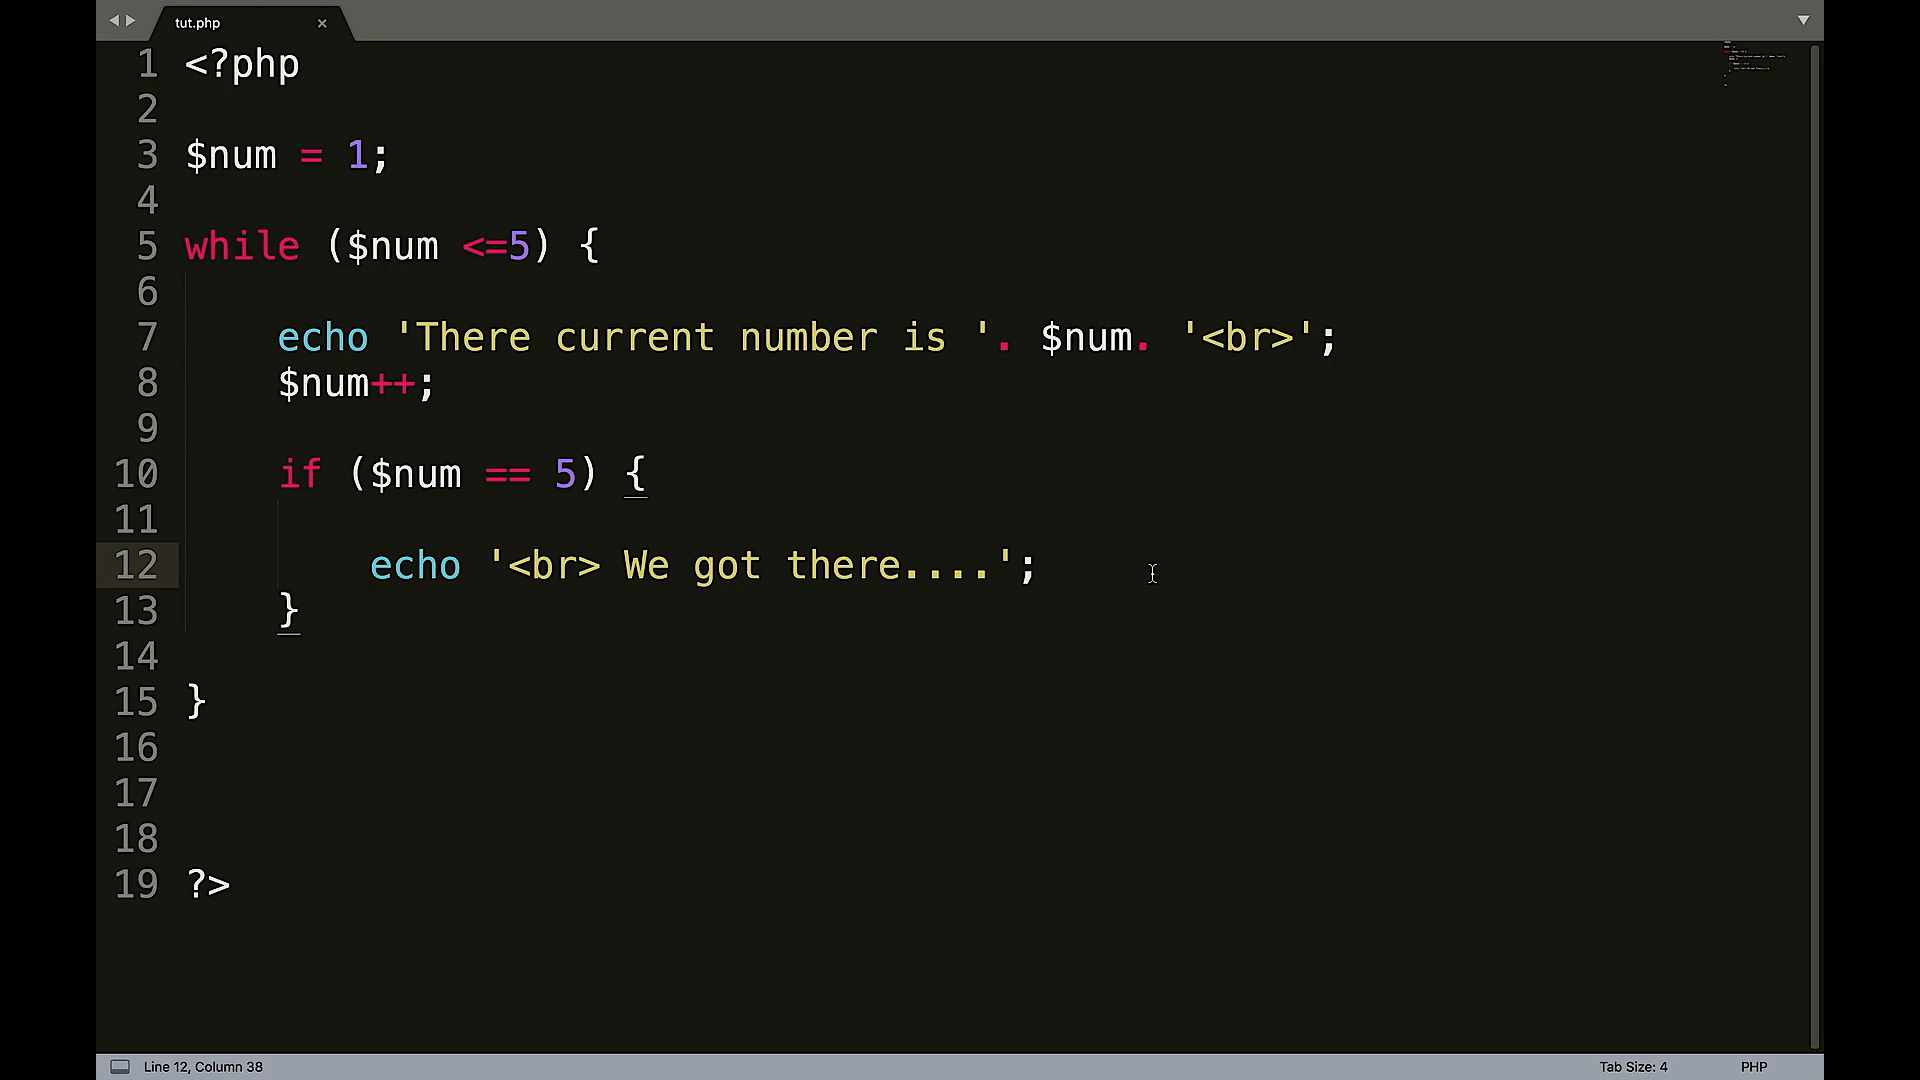 tut.php
1 <?php
2
3 $num = 1;
4
5 while ($num <=5) {
6
7 echo 'There current number is '. $num. '<br>';
8 $num++;
9
10 if ($num == 5) {
11
12 echo '<br> We got there....';
13 }
14
15 }
16
17
18
19 ?>
Line 12, Column 38
Tab Size: 4
PHP